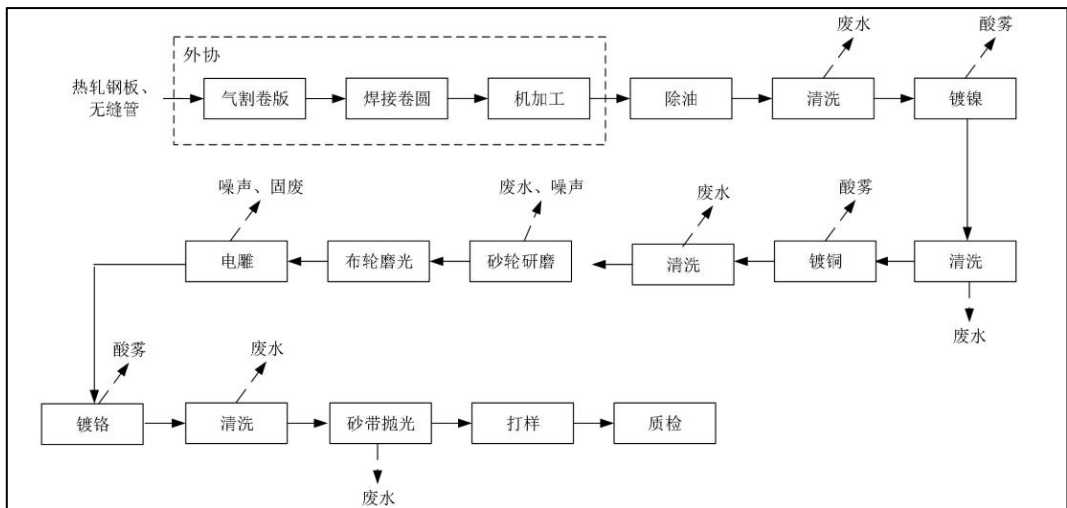 外协
废水
酸雾
热轧钢板、
无缝管
气割卷版
焊接卷圆
机加工
除油
清洗
镀镍
噪声、固废
废水、噪声
废水
酸雾
电雕
布轮磨光
砂轮研磨
清洗
镀铜
清洗
废水
酸雾
废水
镀铬
清洗
砂带抛光
打样
质检
废水